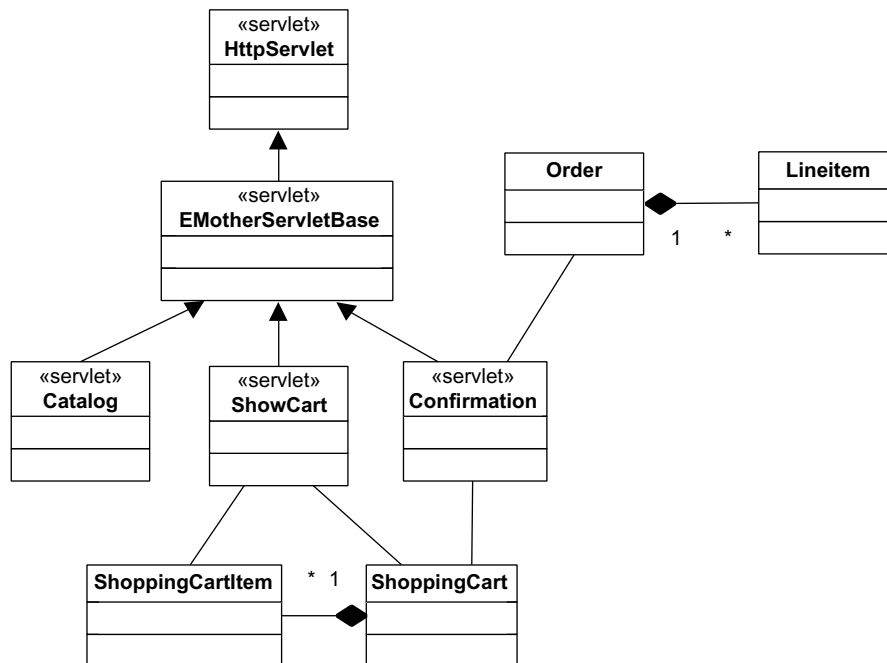 «servlet»
HttpServlet
«servlet»
EMotherServletBase
Order
Lineitem
1 *
«servlet»
Catalog
«servlet»
ShowCart
«servlet»
Confirmation
ShoppingCartItem
* 1
ShoppingCart